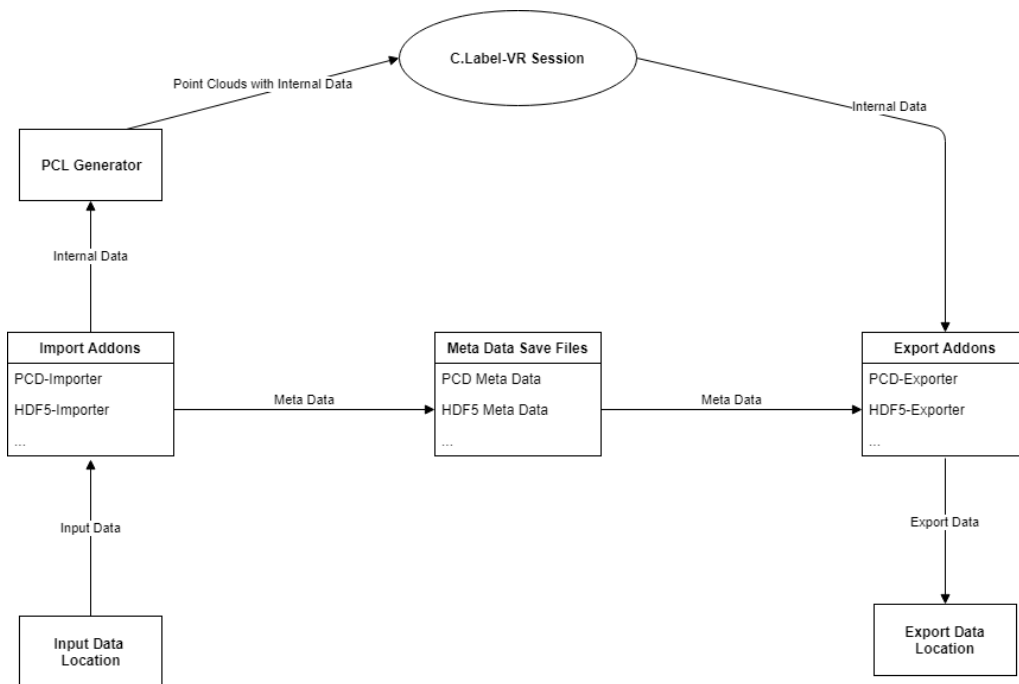 C.Label-VR Session
Point Clouds with Internal Data
Internal Data
PCL Generator
Internal Data
Import Addons
PCD-Importer
HDF5-Importer
...
Meta Data
Meta Data Save Files
PCD Meta Data
HDF5 Meta Data
...
Meta Data
Export Addons
PCD-Exporter
HDF5-Exporter
...
Input Data
Export Data
Input Data
Location
Export Data
Location